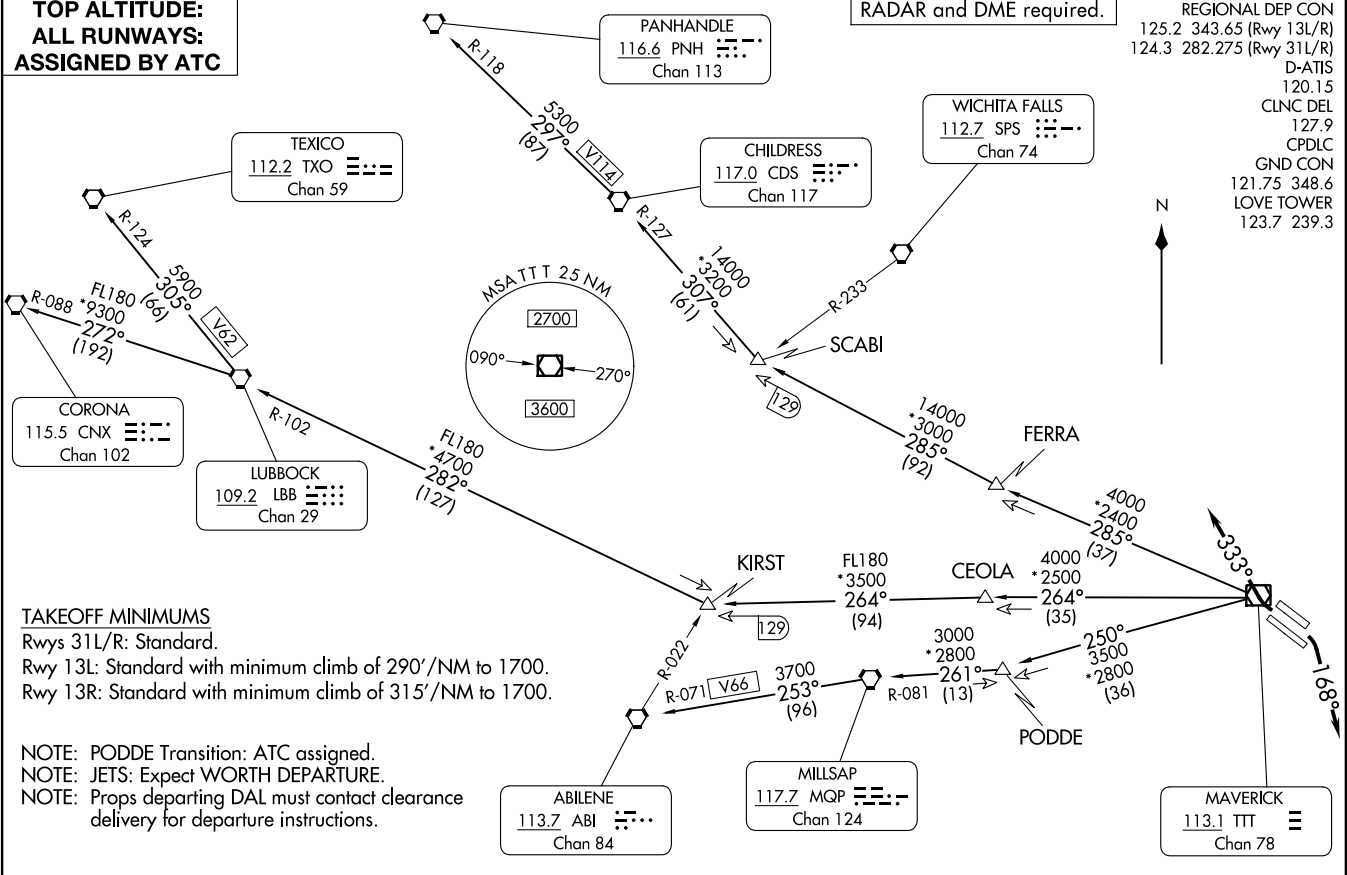 TOP ALTITUDE:
ALL RUNWAYS:
ASSIGNED BY ATC
RADAR and DME required.
REGIONAL DEP CON
125.2 343.65 (Rwy 13L/R)
124.3 282.275 (Rwy 31L/R)
D-ATIS
120.15
CLNC DEL
127.9
CPDLC
GND CON
121.75 348.6
LOVE TOWER
123.7 239.3
PANHANDLE
116.6 PNH
Chan 113
R-118
5300
297°
(87)
V114
WICHITA FALLS
112.7 SPS
Chan 74
TEXICO
112.2 TXO
Chan 59
CHILDRESS
117.0 CDS
Chan 117
N
R-124
5900
305°
(66)
V62
R-127
14000
*3200
307°
(61)
R-233
SCABI
129
MSA TTT 25 NM
2700
090°
270°
3600
R-088
FL180
*9300
272°
(192)
CORONA
115.5 CNX
Chan 102
LUBBOCK
109.2 LBB
Chan 29
R-102
FL180
*4700
282°
(127)
14000
*3000
285°
(92)
FERRA
4000
*2400
285°
(37)
333°
KIRST
129
FL180
*3500
264°
(94)
CEOLA
4000
*2500
264°
(35)
R-022
250°
3500
*2800
(36)
168°
3000
*2800
261°
(13)
R-081
PODDE
R-071
V66
3700
253°
(96)
TAKEOFF MINIMUMS
Rwys 31L/R: Standard.
Rwy 13L: Standard with minimum climb of 290'/NM to 1700.
Rwy 13R: Standard with minimum climb of 315'/NM to 1700.
NOTE: PODDE Transition: ATC assigned.
NOTE: JETS: Expect WORTH DEPARTURE.
NOTE: Props departing DAL must contact clearance
delivery for departure instructions.
ABILENE
113.7 ABI
Chan 84
MILLSAP
117.7 MQP
Chan 124
MAVERICK
113.1 TTT
Chan 78